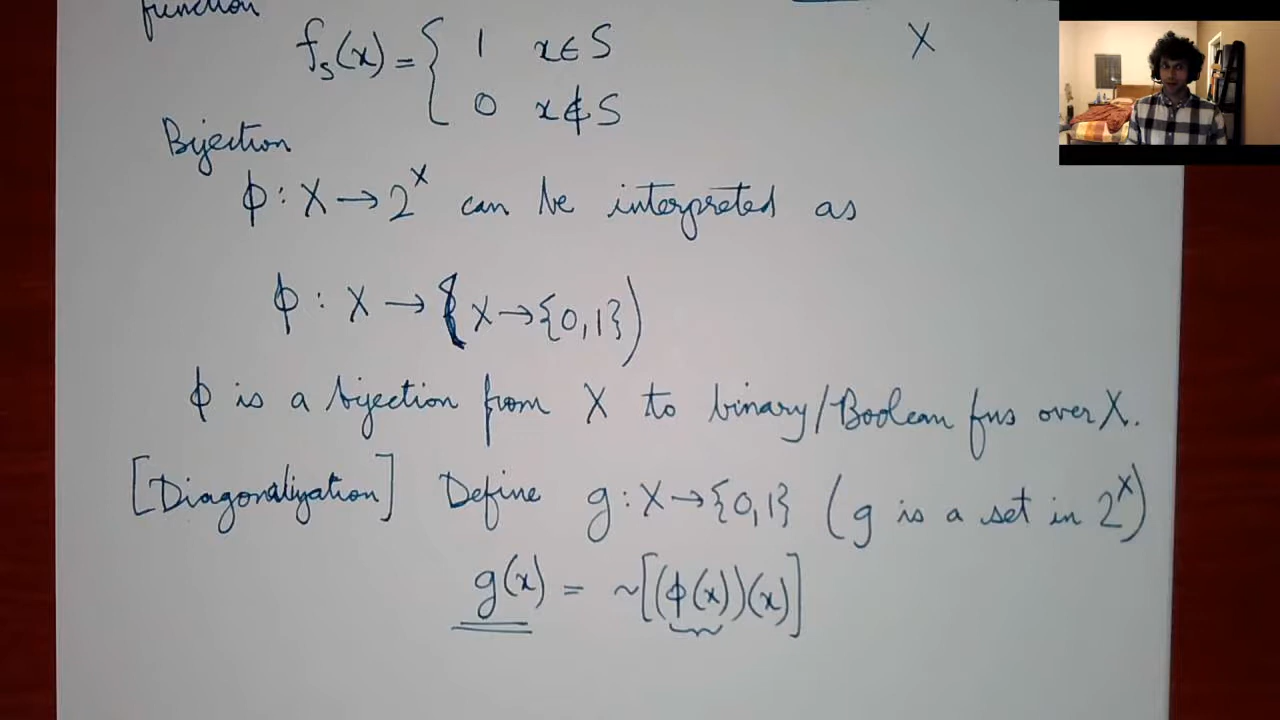 function
f_s(x) = { 1 x ∈ S
0 x ∉ S
X
Bijection
ϕ : X → 2^X can be interpreted as
ϕ : X → (X → {0,1})
ϕ is a bijection from X to binary/Boolean fns over X.
[Diagonalization] Define g : X → {0,1} (g is a set in 2^X)
g(x) = ~[(ϕ(x))(x)]